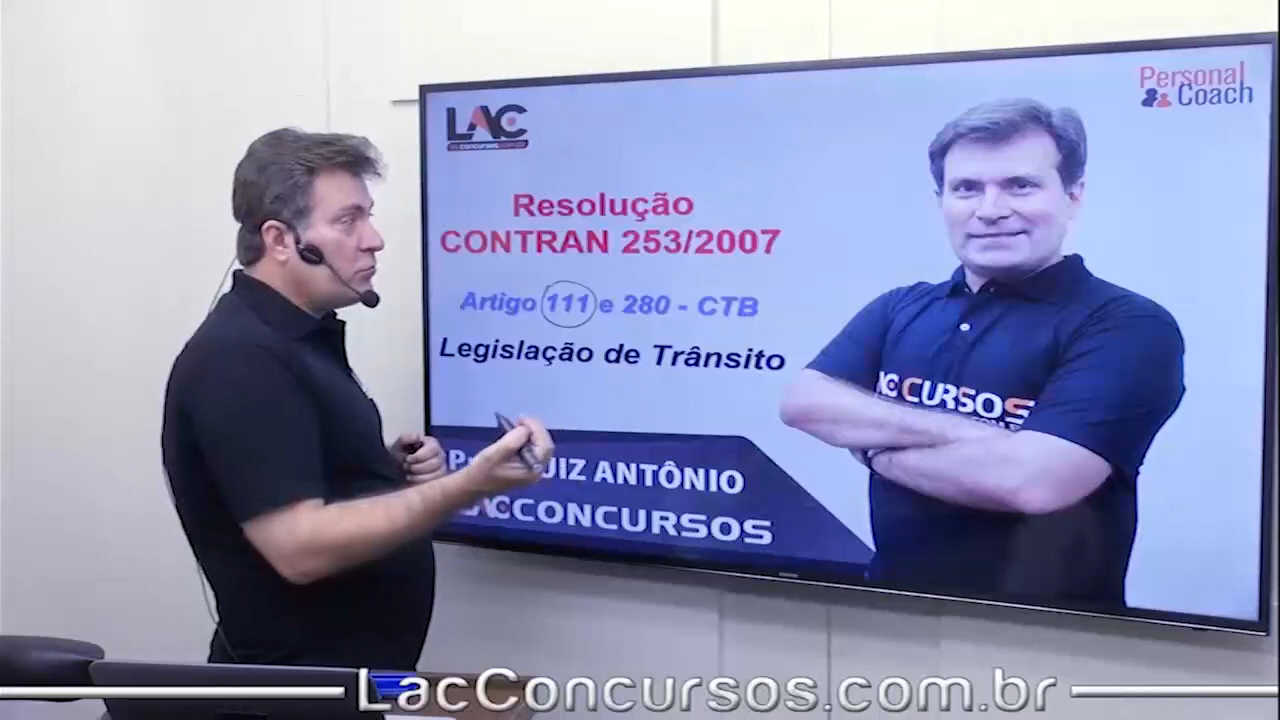 Personal
Coach
LAC
Resolução
CONTRAN 253/2007
Artigo 111 e 280 - CTB
Legislação de Trânsito
CURSOS
UIZ ANTÔNIO
CONCURSOS
LacConcursos.com.br